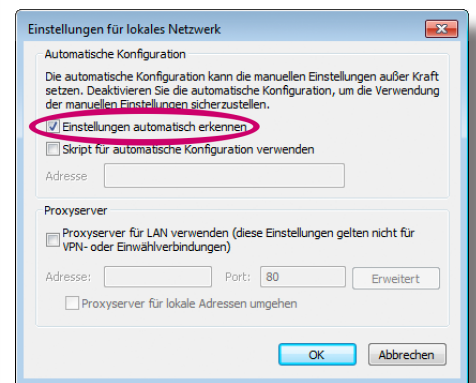 Einstellungen für lokales Netzwerk
Automatische Konfiguration
Die automatische Konfiguration kann die manuellen Einstellungen außer Kraft
setzen. Deaktivieren Sie die automatische Konfiguration, um die Verwendung
der manuellen Einstellungen sicherzustellen.
Einstellungen automatisch erkennen
Skript für automatische Konfiguration verwenden
Adresse
Proxyserver
Proxyserver für LAN verwenden (diese Einstellungen gelten nicht für
VPN- oder Einwählverbindungen)
Adresse: Port: 80 Erweitert
Proxyserver für lokale Adressen umgehen
OK Abbrechen